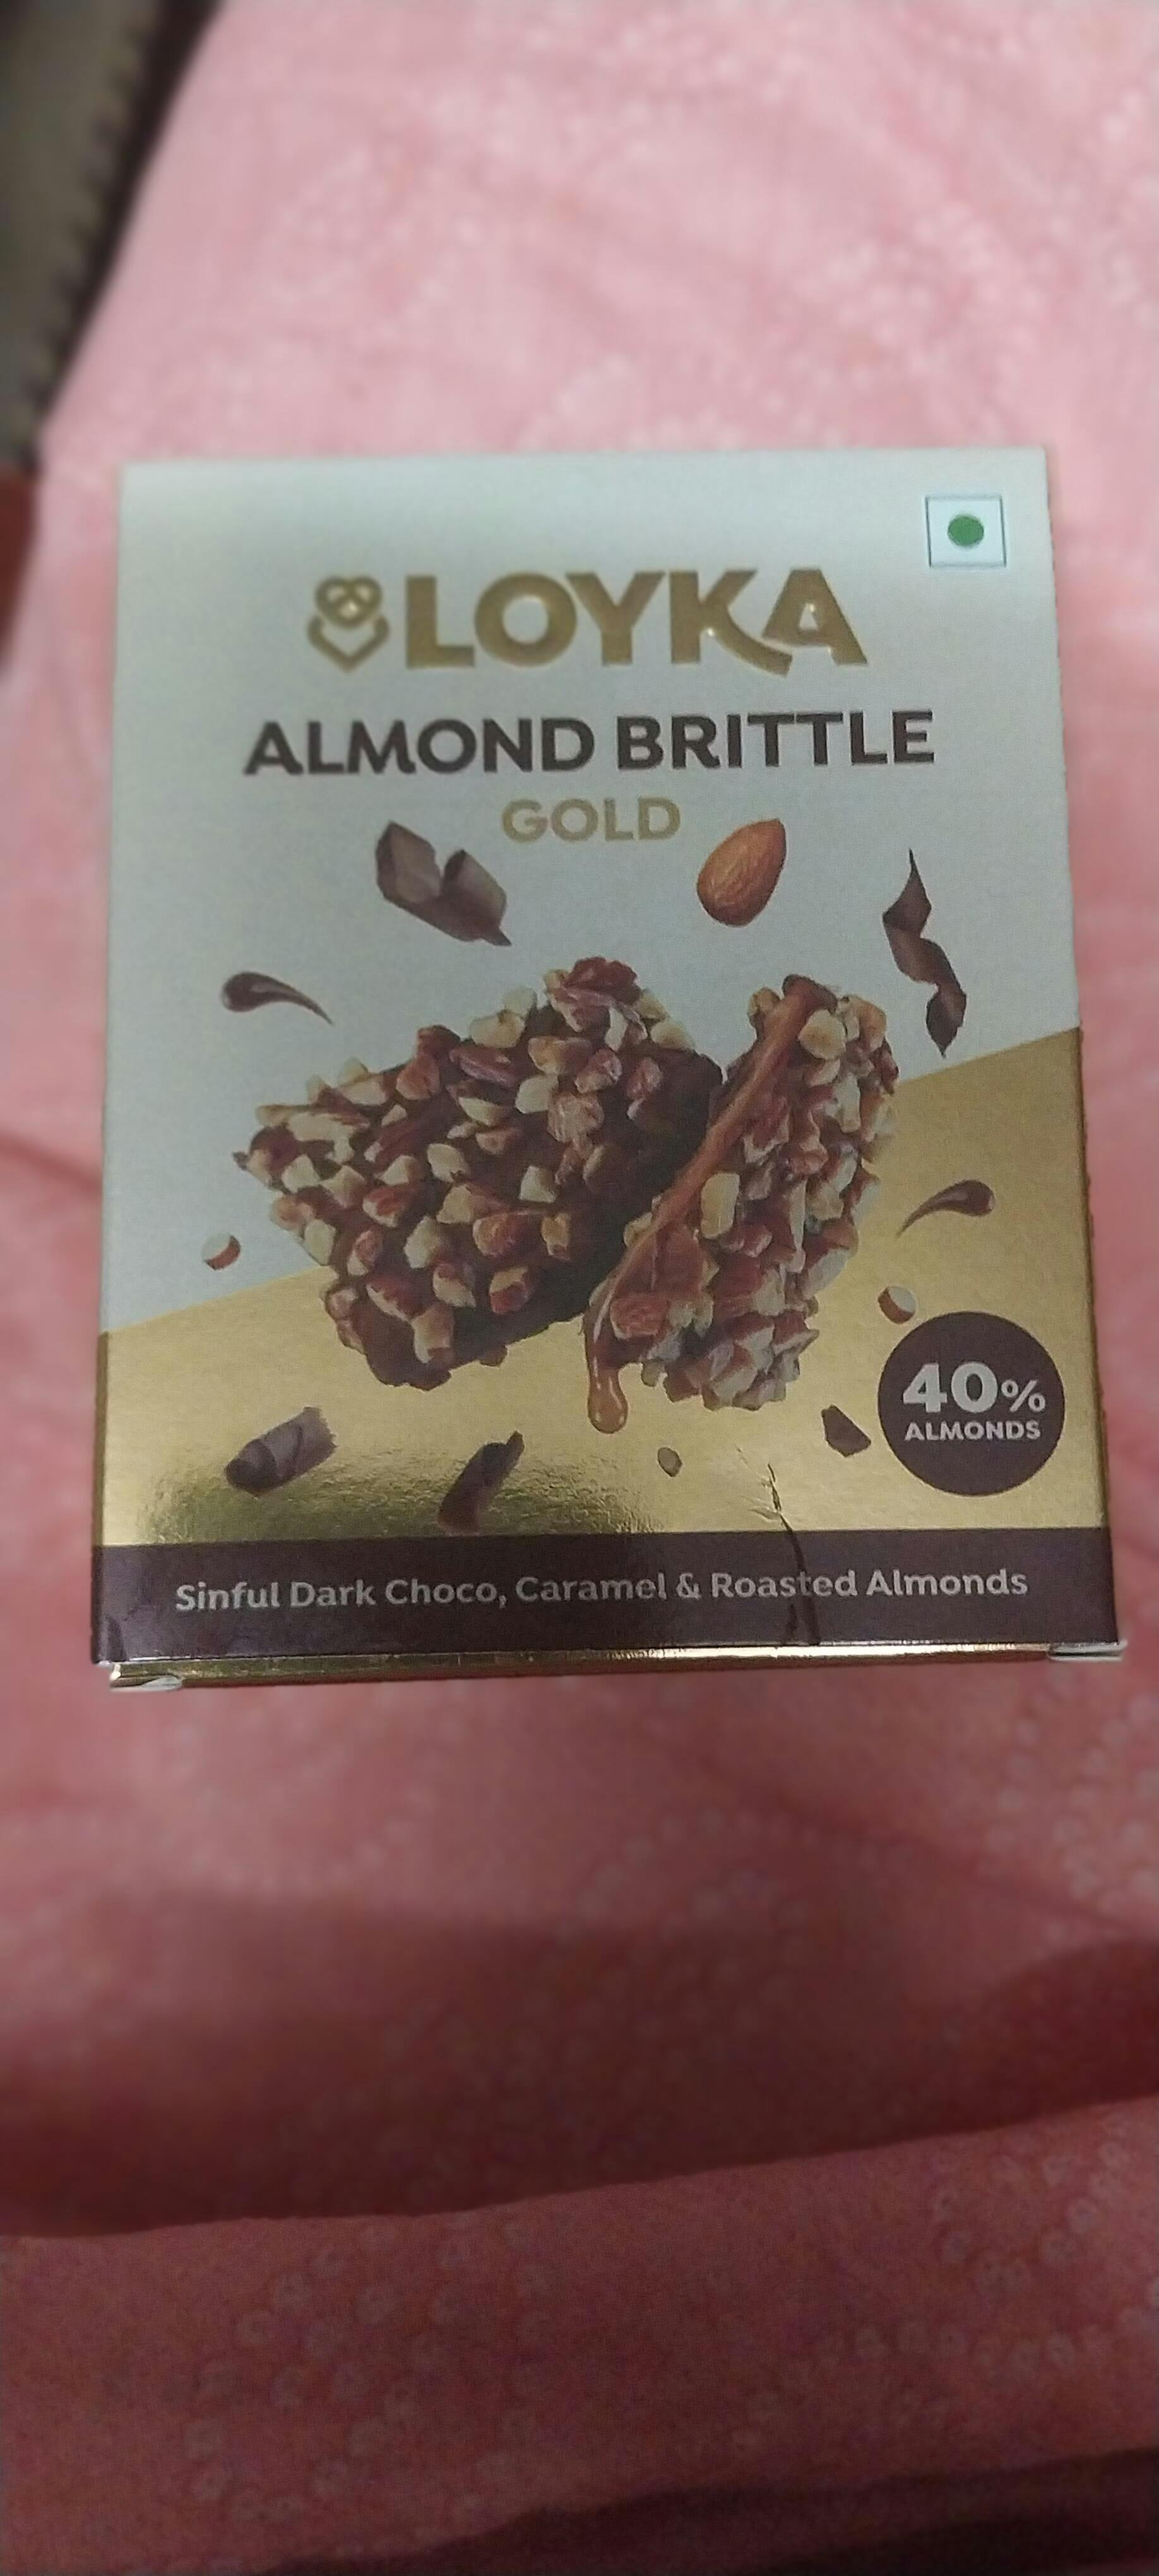 LOYKA
ALMOND BRITTLE
GOLD
40%
ALMONDS
Sinful Dark Choco, Caramel & Roasted Almonds